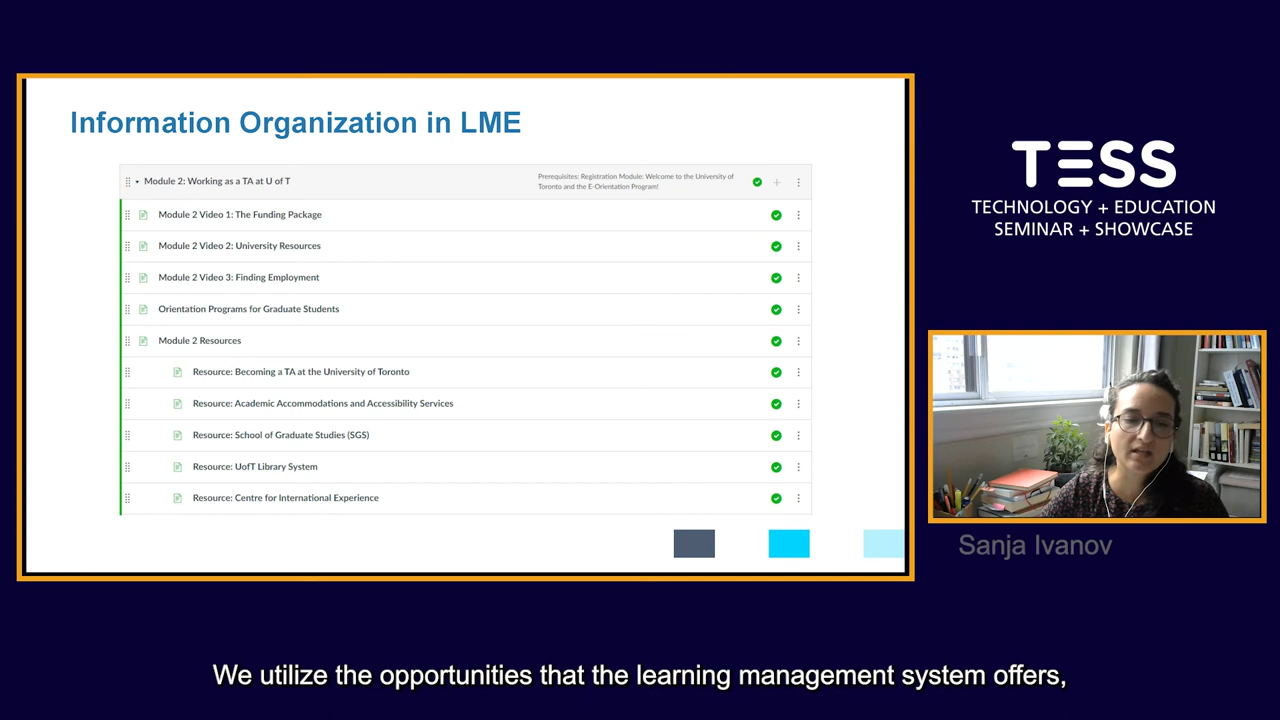 Information Organization in LME
Module 2: Working as a TA at U of T
Prerequisites: Registration Module: Welcome to the University of
Toronto and the E-Orientation Program!
Module 2 Video 1: The Funding Package
Module 2 Video 2: University Resources
Module 2 Video 3: Finding Employment
Orientation Programs for Graduate Students
Module 2 Resources
Resource: Becoming a TA at the University of Toronto
Resource: Academic Accommodations and Accessibility Services
Resource: School of Graduate Studies (SGS)
Resource: UofT Library System
Resource: Centre for International Experience
TESS
TECHNOLOGY + EDUCATION
SEMINAR + SHOWCASE
Sanja Ivanov
We utilize the opportunities that the learning management system offers,